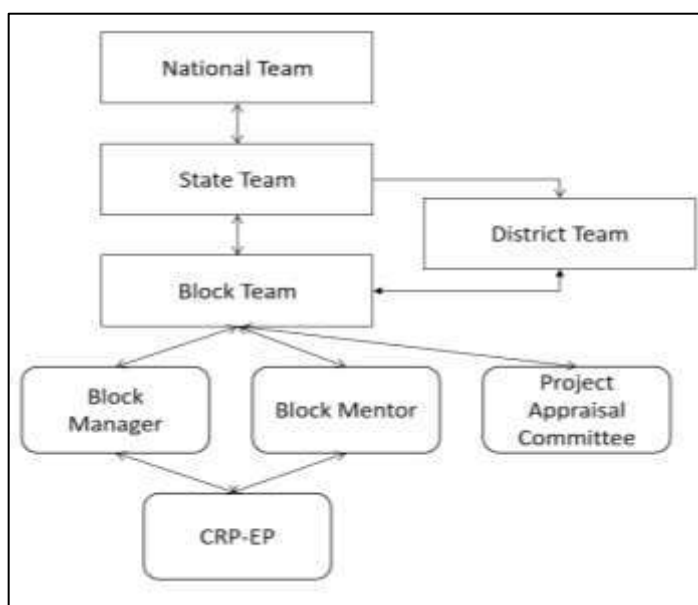 National Team
State Team
District Team
Block Team
Block
Manager
Block Mentor
Project
Appraisal
Committee
CRP-EP